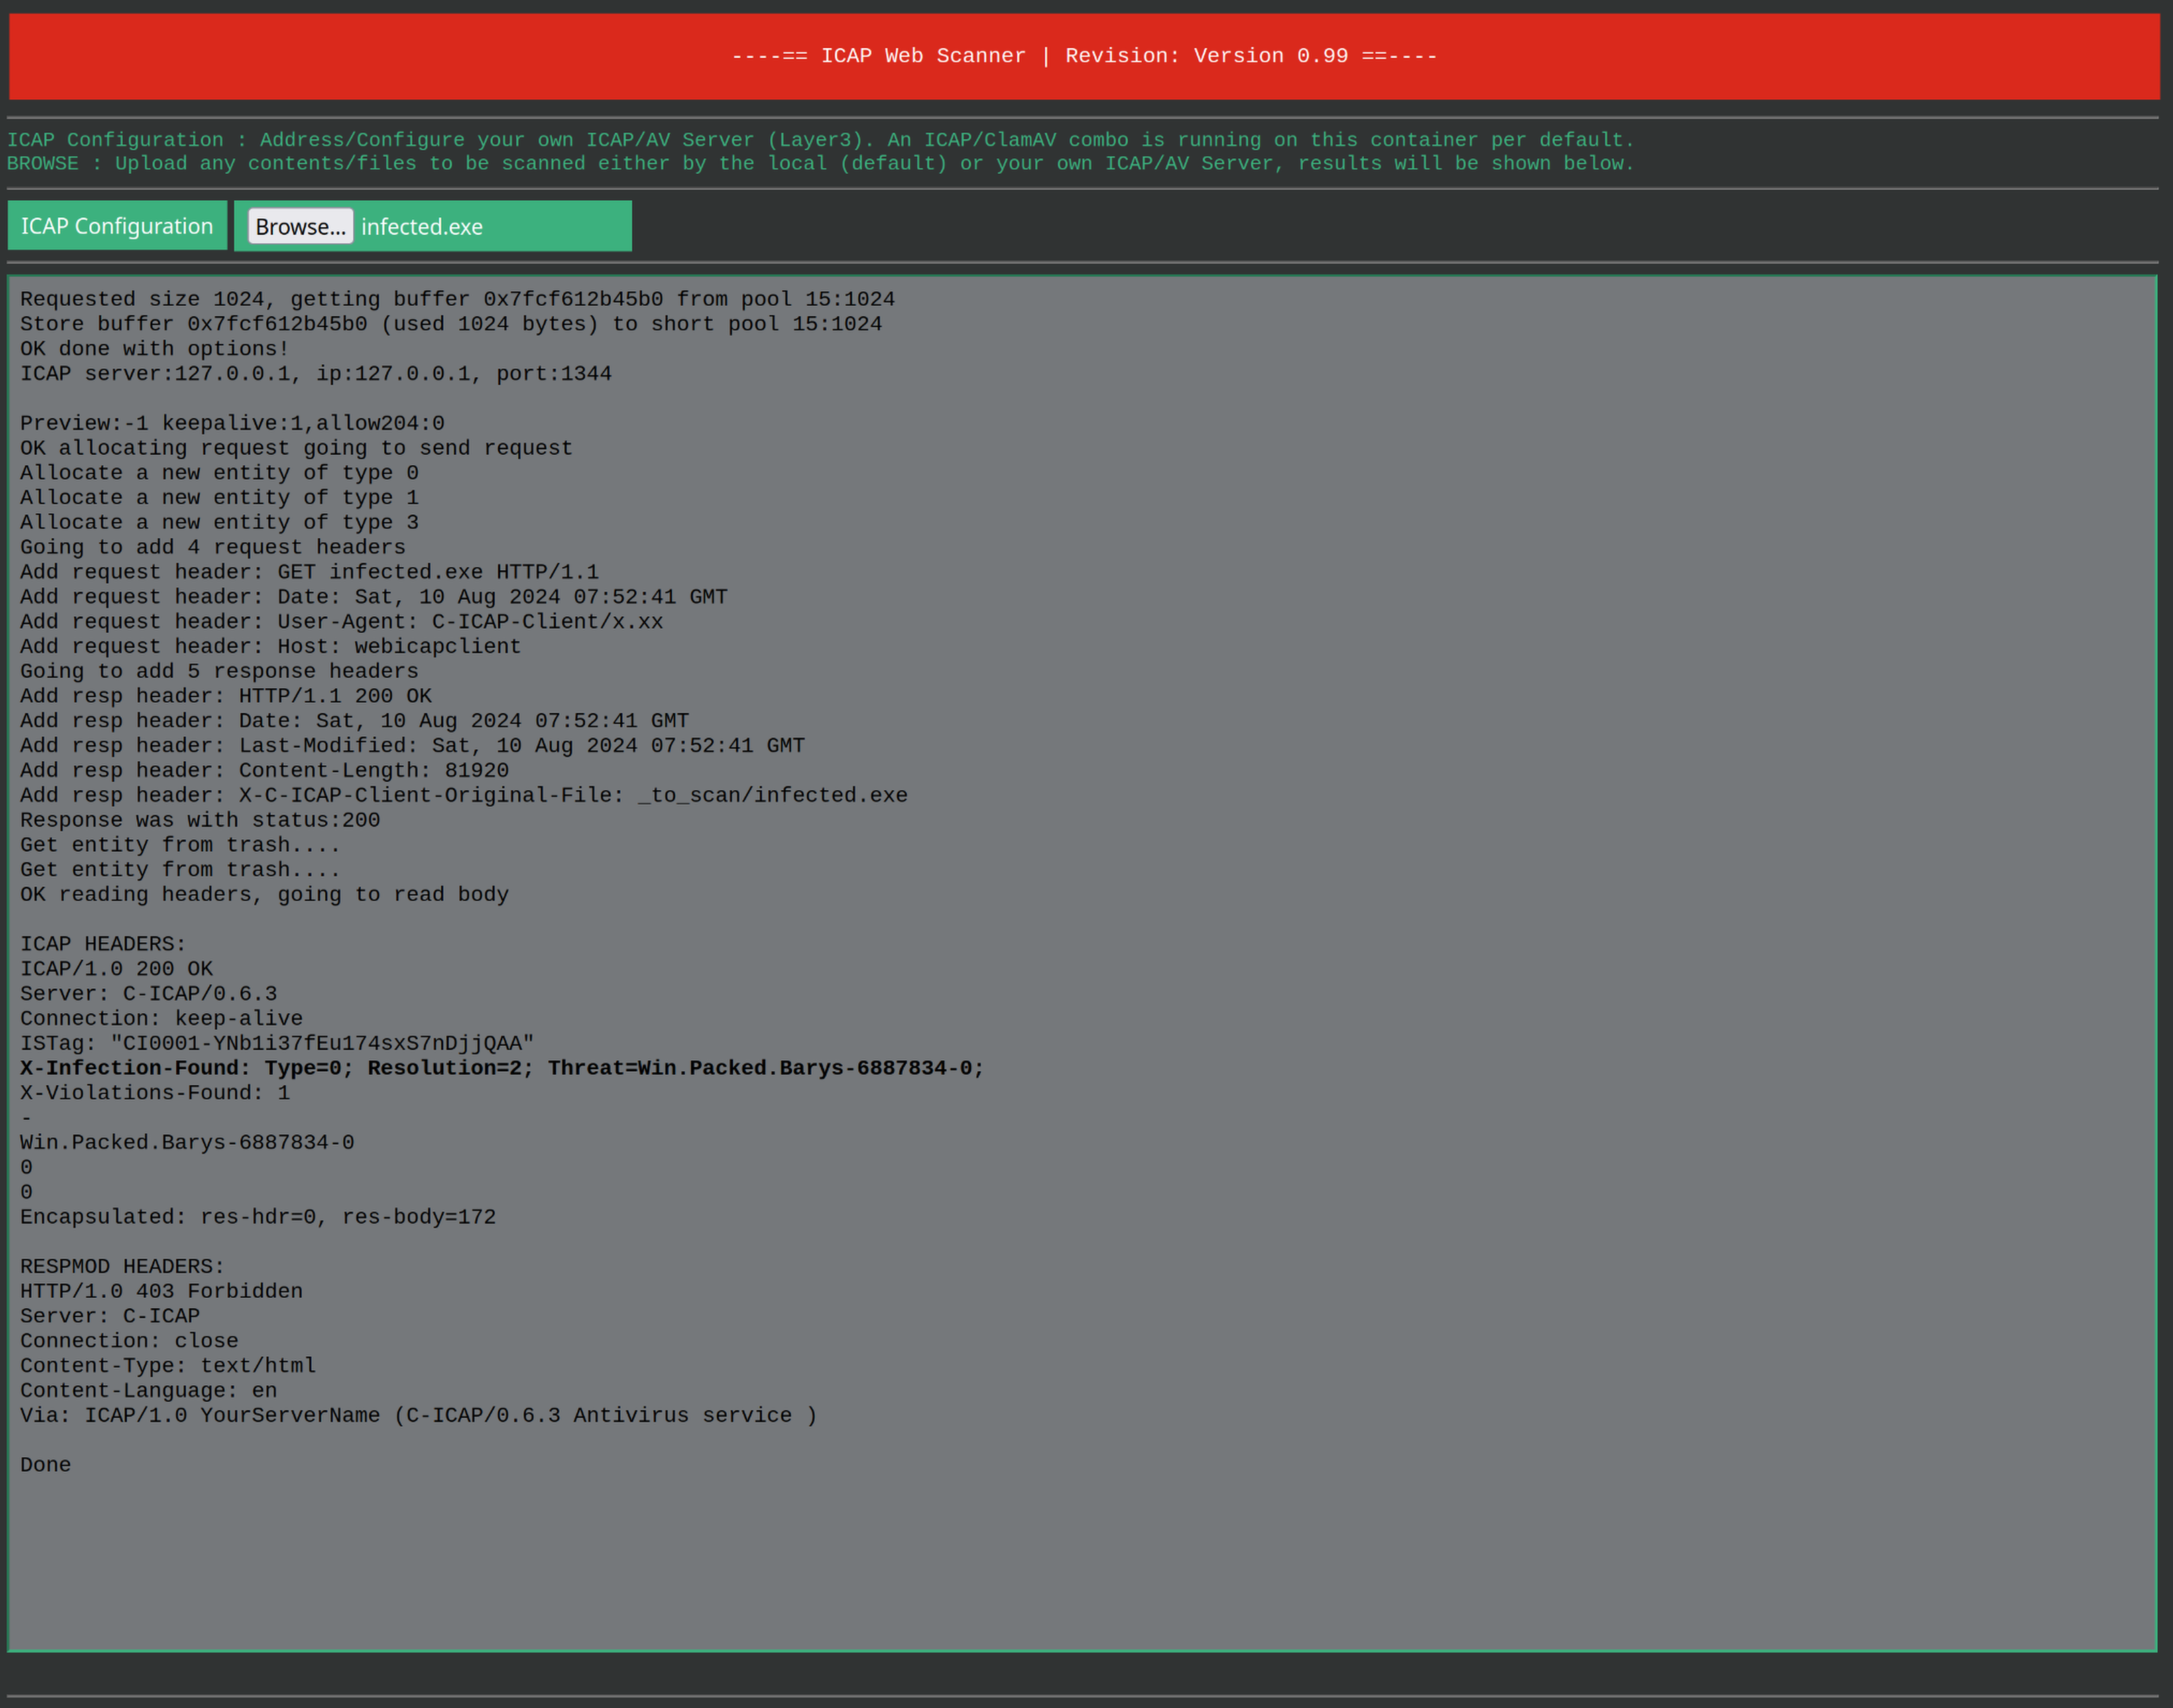 ----== ICAP Web Scanner | Revision: Version 0.99 ==----
ICAP Configuration : Address/Configure your own ICAP/AV Server (Layer3). An ICAP/ClamAV combo is running on this container per default.
BROWSE : Upload any contents/files to be scanned either by the local (default) or your own ICAP/AV Server, results will be shown below.
ICAP Configuration Browse... infected.exe
Requested size 1024, getting buffer 0x7fcf612b45b0 from pool 15:1024
Store buffer 0x7fcf612b45b0 (used 1024 bytes) to short pool 15:1024
OK done with options!
ICAP server:127.0.0.1, ip:127.0.0.1, port:1344

Preview:-1 keepalive:1,allow204:0
OK allocating request going to send request
Allocate a new entity of type 0
Allocate a new entity of type 1
Allocate a new entity of type 3
Going to add 4 request headers
Add request header: GET infected.exe HTTP/1.1
Add request header: Date: Sat, 10 Aug 2024 07:52:41 GMT
Add request header: User-Agent: C-ICAP-Client/x.xx
Add request header: Host: webicapclient
Going to add 5 response headers
Add resp header: HTTP/1.1 200 OK
Add resp header: Date: Sat, 10 Aug 2024 07:52:41 GMT
Add resp header: Last-Modified: Sat, 10 Aug 2024 07:52:41 GMT
Add resp header: Content-Length: 81920
Add resp header: X-C-ICAP-Client-Original-File: _to_scan/infected.exe
Response was with status:200
Get entity from trash....
Get entity from trash....
OK reading headers, going to read body

ICAP HEADERS:
ICAP/1.0 200 OK
Server: C-ICAP/0.6.3
Connection: keep-alive
ISTag: "CI0001-YNb1i37fEu174sxS7nDjjQAA"
X-Infection-Found: Type=0; Resolution=2; Threat=Win.Packed.Barys-6887834-0;
X-Violations-Found: 1
-
Win.Packed.Barys-6887834-0
0
0
Encapsulated: res-hdr=0, res-body=172

RESPMOD HEADERS:
HTTP/1.0 403 Forbidden
Server: C-ICAP
Connection: close
Content-Type: text/html
Content-Language: en
Via: ICAP/1.0 YourServerName (C-ICAP/0.6.3 Antivirus service )

Done